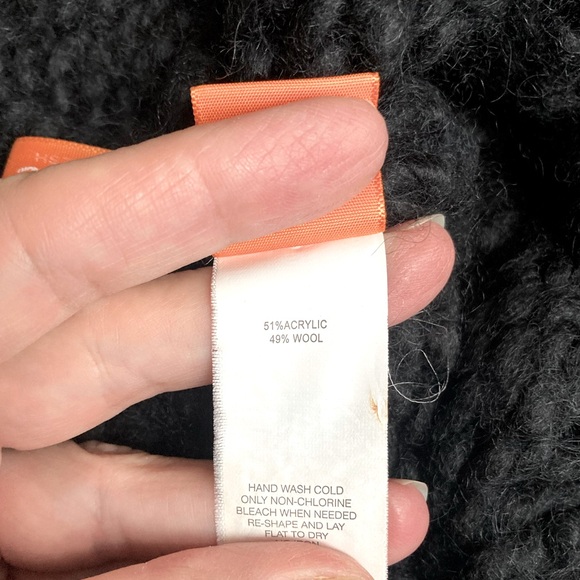 51%ACRYLIC
49% WOOL
HAND WASH COLD
ONLY NON-CHLORINE
BLEACH WHEN NEEDED
RE-SHAPE AND LAY
FLAT TO DRY